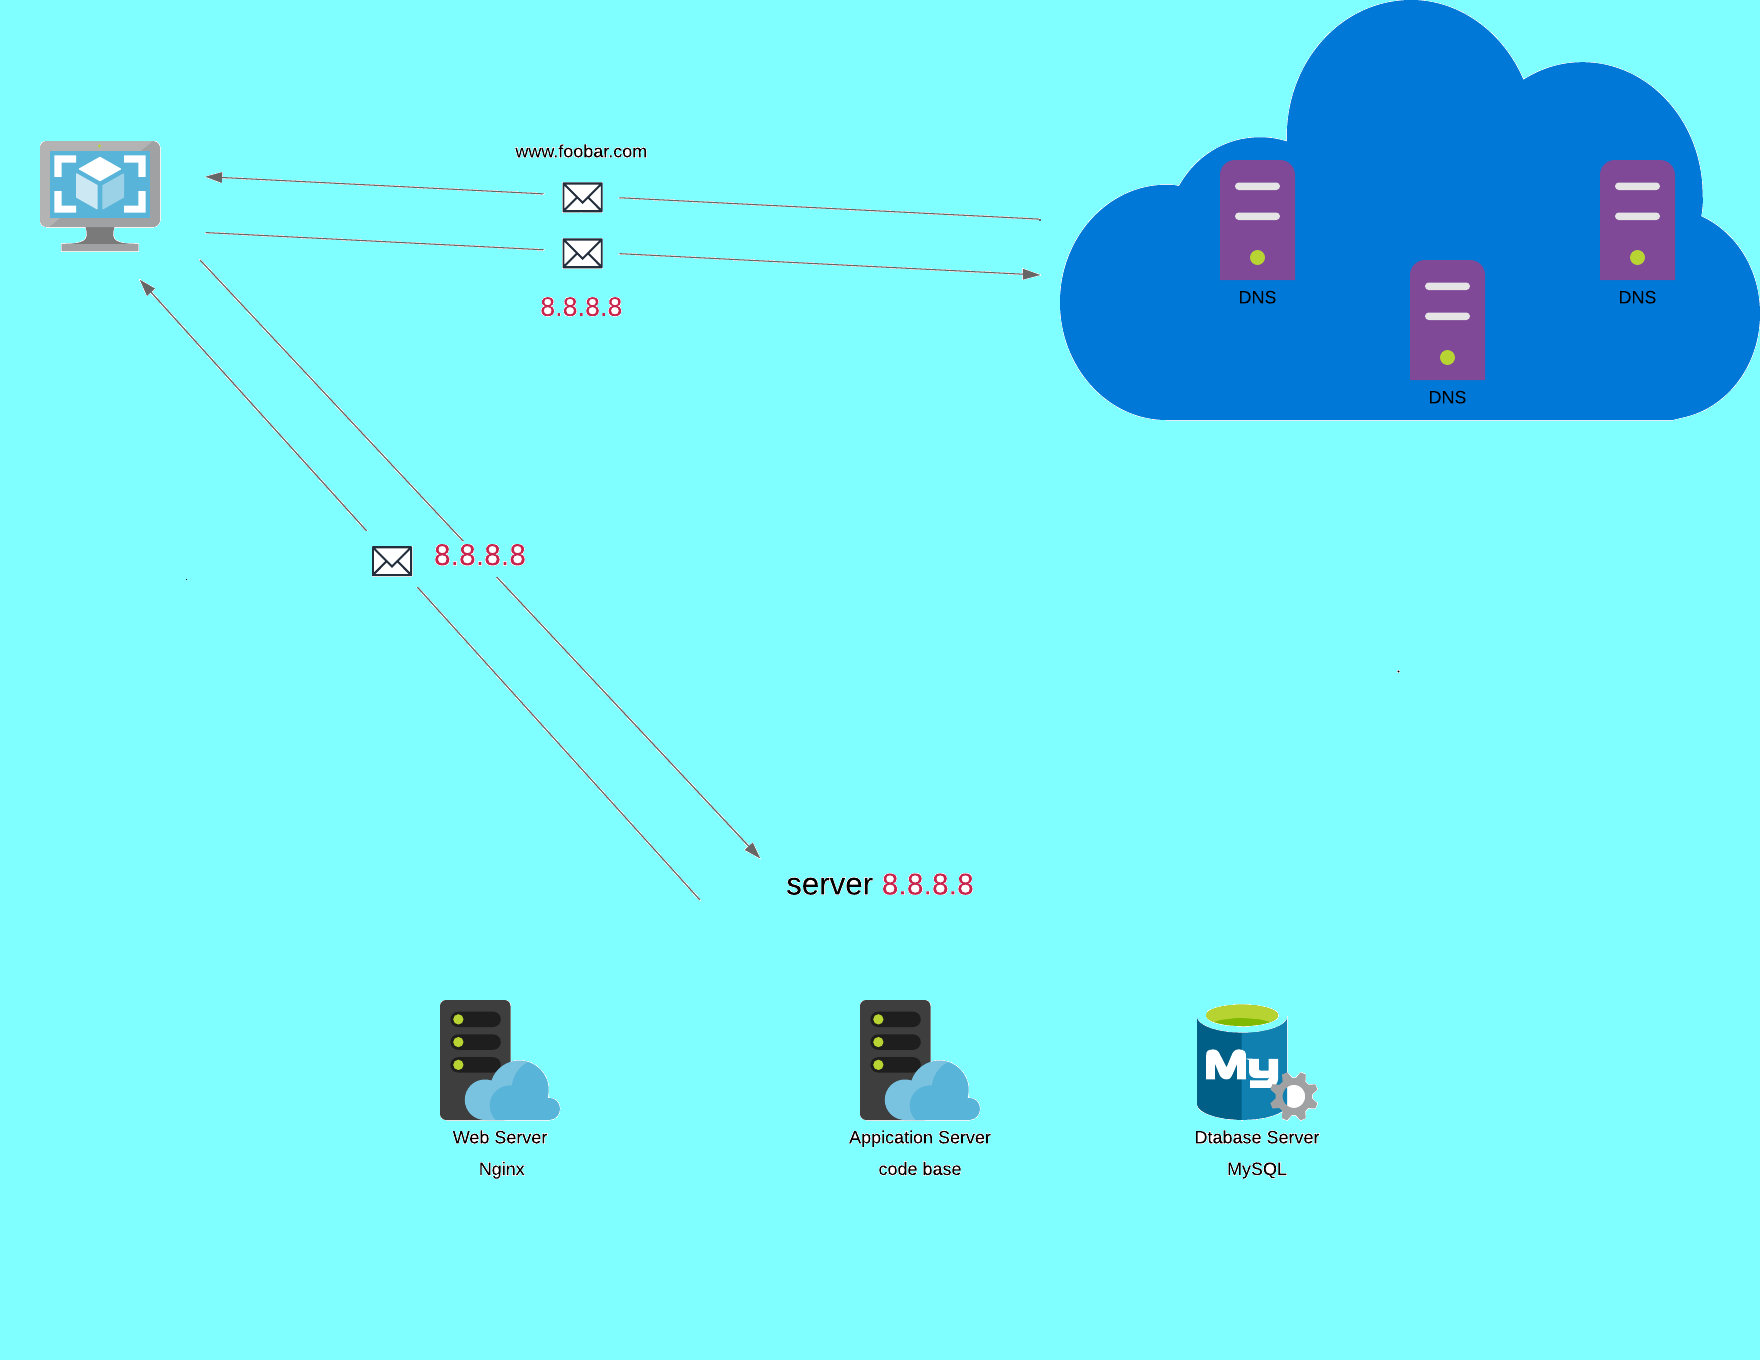 www.foobar.com
8.8.8.8
DNS
DNS
DNS
8.8.8.8
server 8.8.8.8
My
Web Server
Nginx
Appication Server
code base
Dtabase Server
MySQL